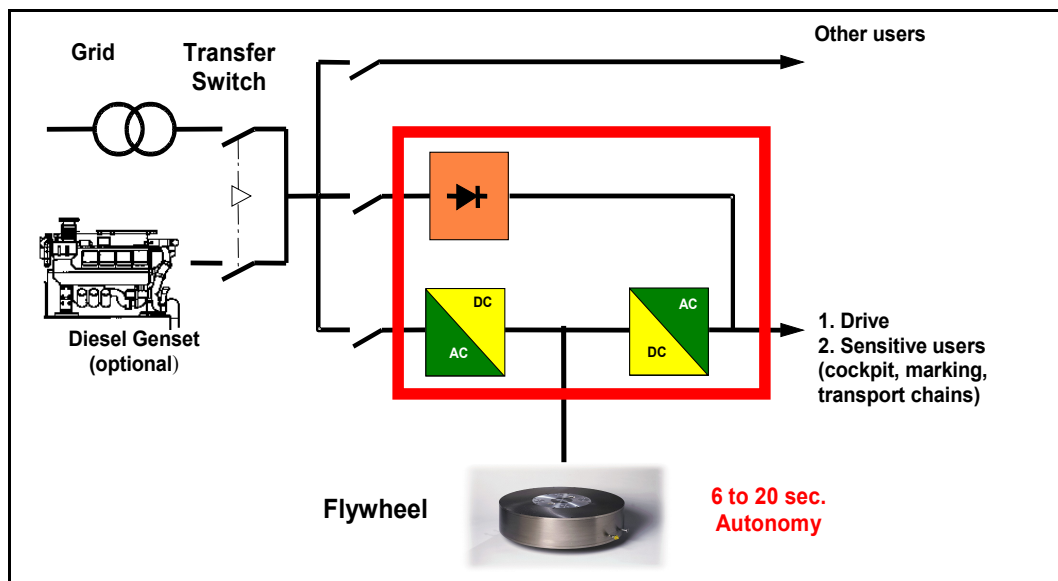 Grid
Transfer
Switch
Other users
DC
AC
AC
DC
Diesel Genset
(optional)
1. Drive
2. Sensitive users
(cockpit, marking,
transport chains)
Flywheel
6 to 20 sec.
Autonomy